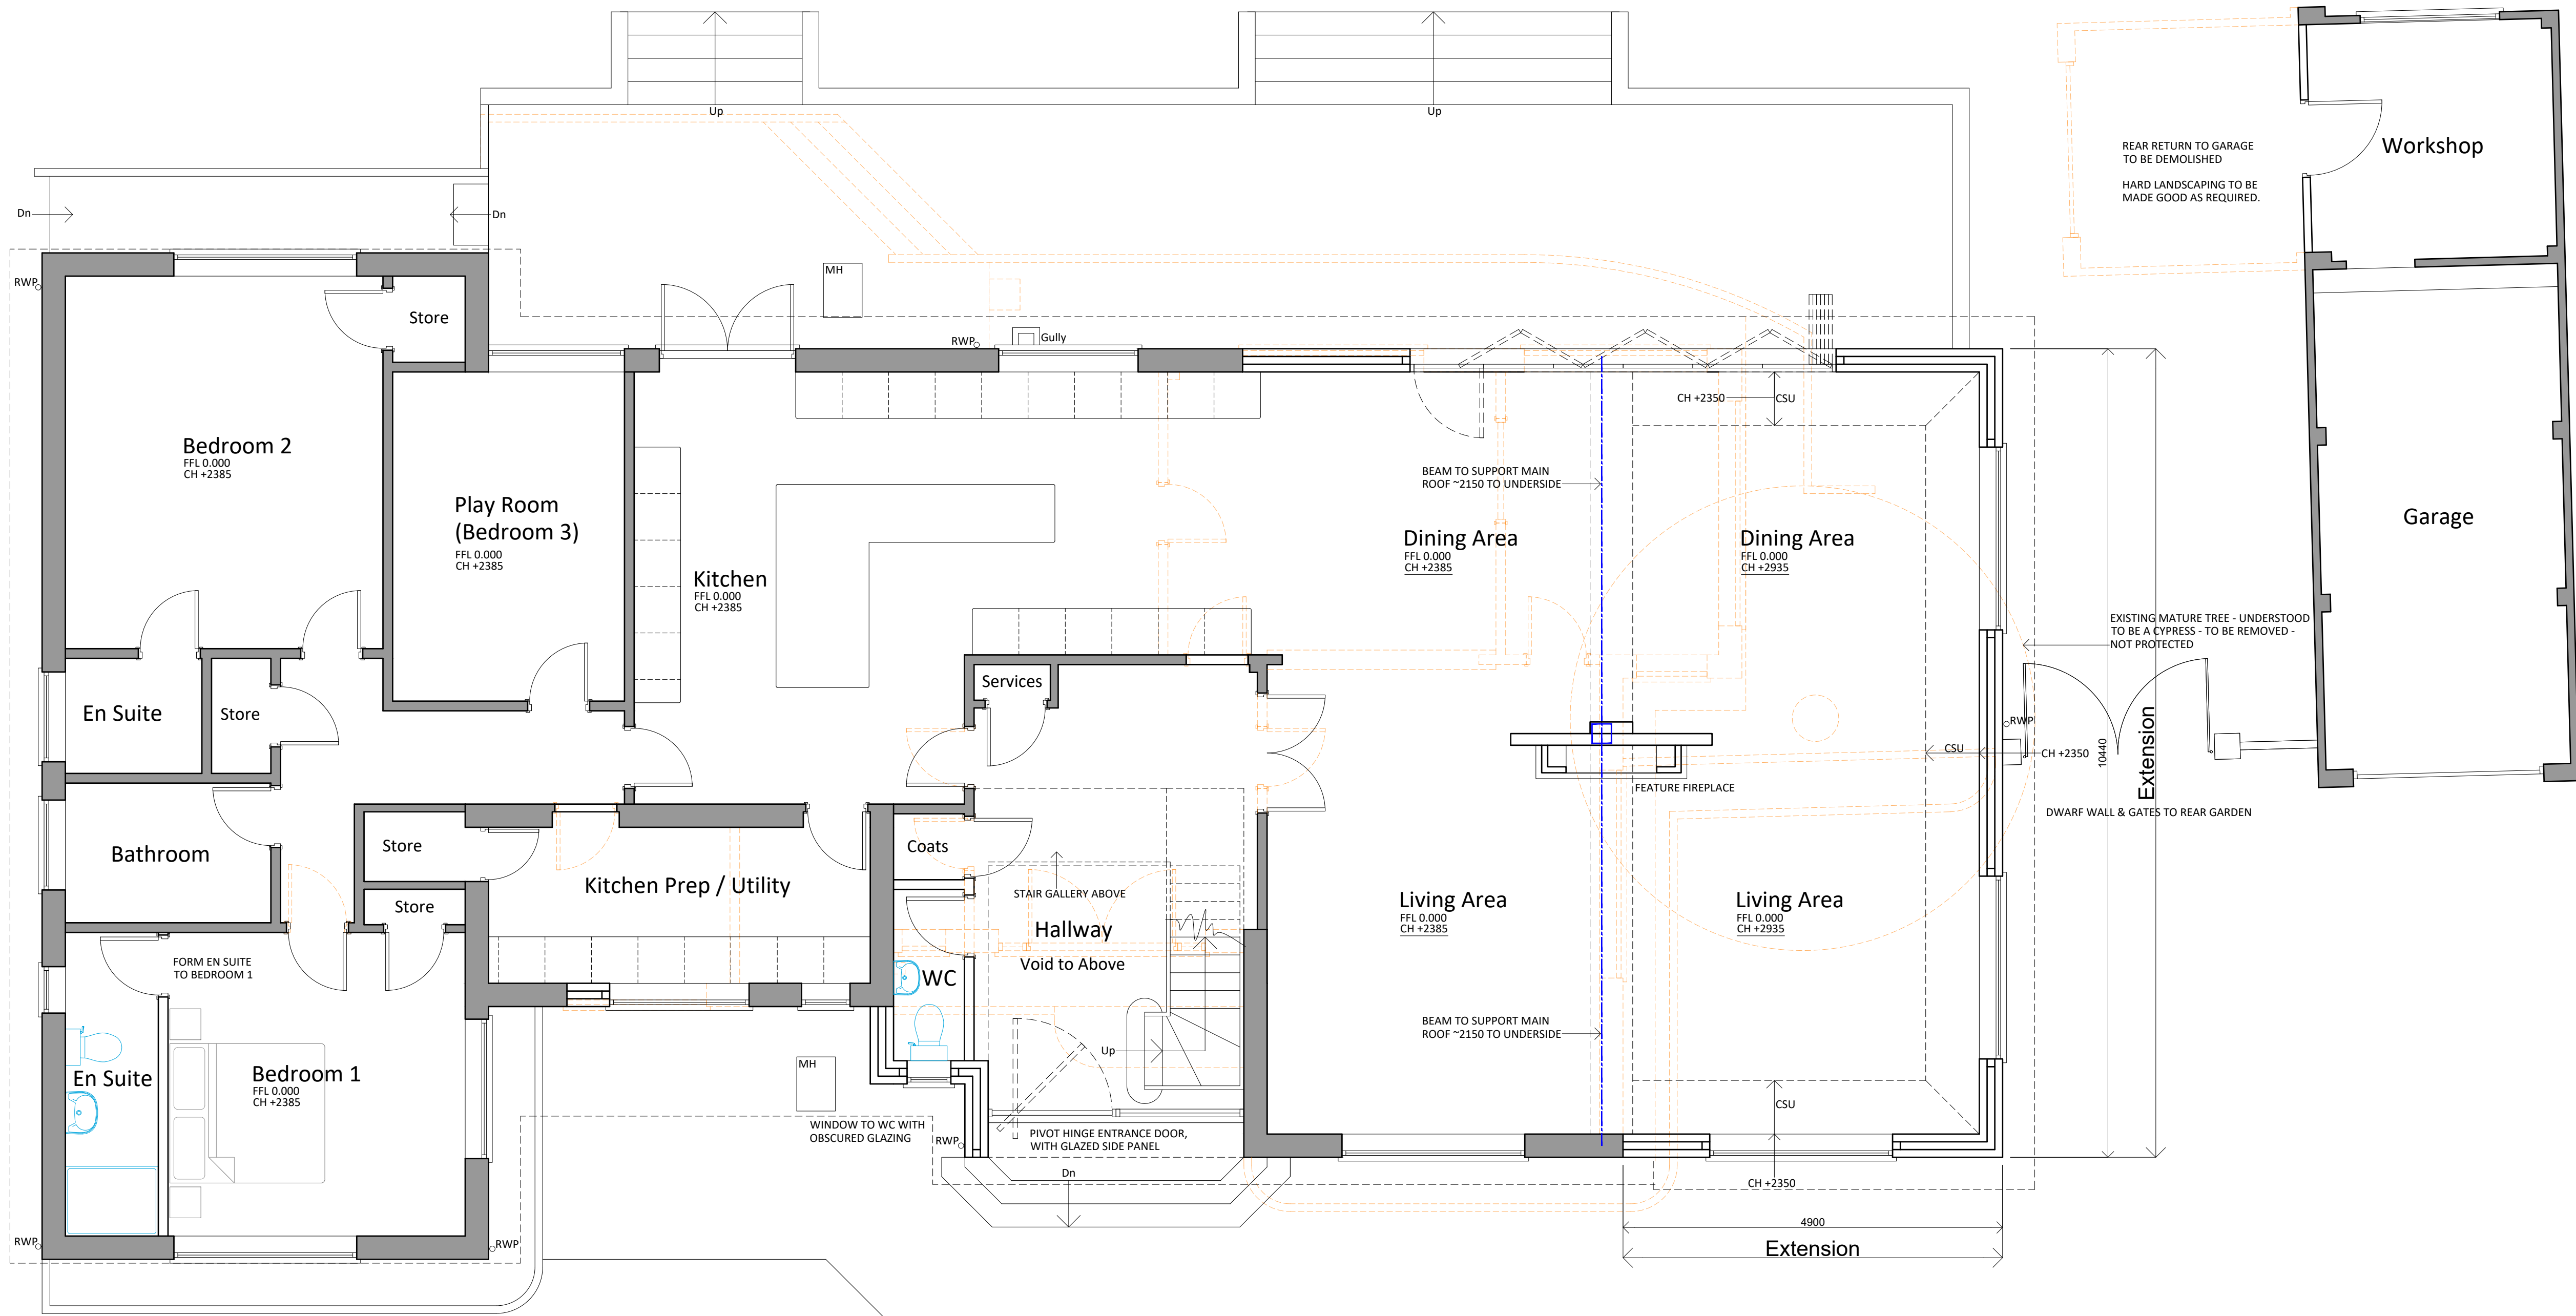 Up
Up
Workshop
REAR RETURN TO GARAGE
TO BE DEMOLISHED
HARD LANDSCAPING TO BE
MADE GOOD AS REQUIRED.
Dn
Dn
RWP
MH
Store
RWP
Gully
CH +2350
CSU
Bedroom 2
FFL 0.000
CH +2385
Play Room
(Bedroom 3)
FFL 0.000
CH +2385
BEAM TO SUPPORT MAIN
ROOF ~2150 TO UNDERSIDE
Garage
Dining Area
FFL 0.000
CH +2385
Dining Area
FFL 0.000
CH +2935
Kitchen
FFL 0.000
CH +2385
EXISTING MATURE TREE - UNDERSTOOD
TO BE A CYPRESS - TO BE REMOVED -
NOT PROTECTED
Services
En Suite
Store
RWP
CSU
CH +2350
10440
Extension
FEATURE FIREPLACE
DWARF WALL & GATES TO REAR GARDEN
Bathroom
Store
Coats
Kitchen Prep / Utility
STAIR GALLERY ABOVE
Store
Living Area
FFL 0.000
CH +2385
Living Area
FFL 0.000
CH +2935
Hallway
Void to Above
FORM EN SUITE
TO BEDROOM 1
WC
BEAM TO SUPPORT MAIN
ROOF ~2150 TO UNDERSIDE
Up
MH
En Suite
Bedroom 1
FFL 0.000
CH +2385
CSU
WINDOW TO WC WITH
OBSCURED GLAZING
RWP
PIVOT HINGE ENTRANCE DOOR,
WITH GLAZED SIDE PANEL
Dn
CH +2350
4900
Extension
RWP
RWP